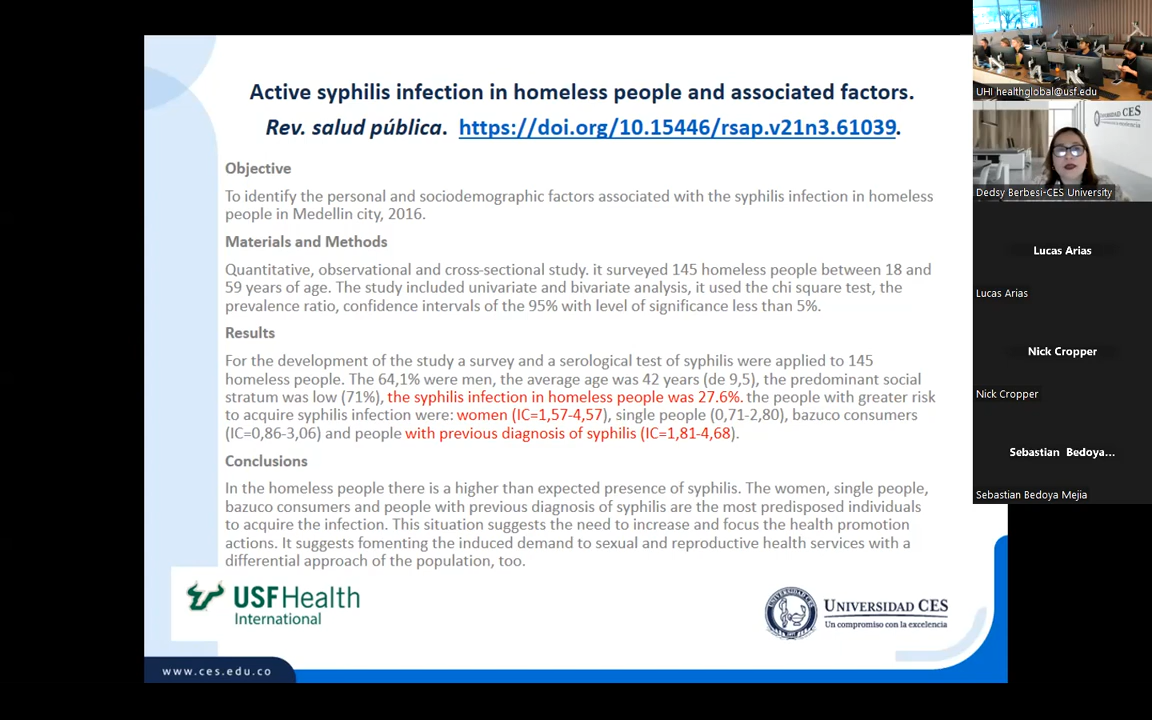 Active syphilis infection in homeless people and associated factors.
Rev. salud pública. https://doi.org/10.15446/rsap.v21n3.61039.
Objective
To identify the personal and sociodemographic factors associated with the syphilis infection in homeless
people in Medellin city, 2016.
Materials and Methods
Quantitative, observational and cross-sectional study. it surveyed 145 homeless people between 18 and
59 years of age. The study included univariate and bivariate analysis, it used the chi square test, the
prevalence ratio, confidence intervals of the 95% with level of significance less than 5%.
Results
For the development of the study a survey and a serological test of syphilis were applied to 145
homeless people. The 64,1% were men, the average age was 42 years (de 9,5), the predominant social
stratum was low (71%), the syphilis infection in homeless people was 27.6%. the people with greater risk
to acquire syphilis infection were: women (IC=1,57-4,57), single people (0,71-2,80), bazuco consumers
(IC=0,86-3,06) and people with previous diagnosis of syphilis (IC=1,81-4,68).
Conclusions
In the homeless people there is a higher than expected presence of syphilis. The women, single people,
bazuco consumers and people with previous diagnosis of syphilis are the most predisposed individuals
to acquire the infection. This situation suggests the need to increase and focus the health promotion
actions. It suggests fomenting the induced demand to sexual and reproductive health services with a
differential approach of the population, too.
USF Health
International
UNIVERSIDAD CES
Un compromiso con la excelencia
www.ces.edu.co
UHI healthglobal@usf.edu
UNIVERSIDAD CES
Dedsy Berbesi-CES University
Lucas Arias
Lucas Arias
Nick Cropper
Nick Cropper
Sebastian Bedoya...
Sebastian Bedoya Mejia